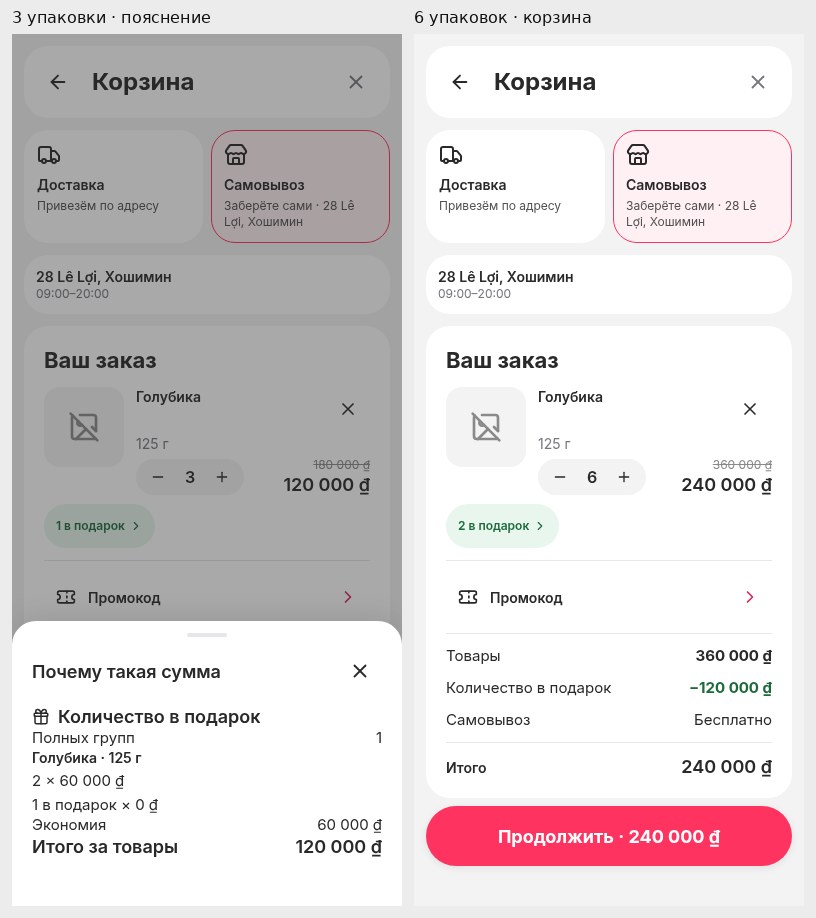 3 упаковки · пояснение
Корзина
Доставка
Привезём по адресу
Самовывоз
Заберёте сами · 28 Lê
Lợi, Хошимин
28 Lê Lợi, Хошимин
09:00–20:00
Ваш заказ
Голубика
125 г
3
180 000 ₫
120 000 ₫
1 в подарок
Промокод
Почему такая сумма
Количество в подарок
Полных групп 1
Голубика · 125 г
2 × 60 000 ₫
1 в подарок × 0 ₫
Экономия 60 000 ₫
Итого за товары 120 000 ₫
6 упаковок · корзина
Корзина
Доставка
Привезём по адресу
Самовывоз
Заберёте сами · 28 Lê
Lợi, Хошимин
28 Lê Lợi, Хошимин
09:00–20:00
Ваш заказ
Голубика
125 г
6
360 000 ₫
240 000 ₫
2 в подарок
Промокод
Товары 360 000 ₫
Количество в подарок −120 000 ₫
Самовывоз Бесплатно
Итого 240 000 ₫
Продолжить · 240 000 ₫